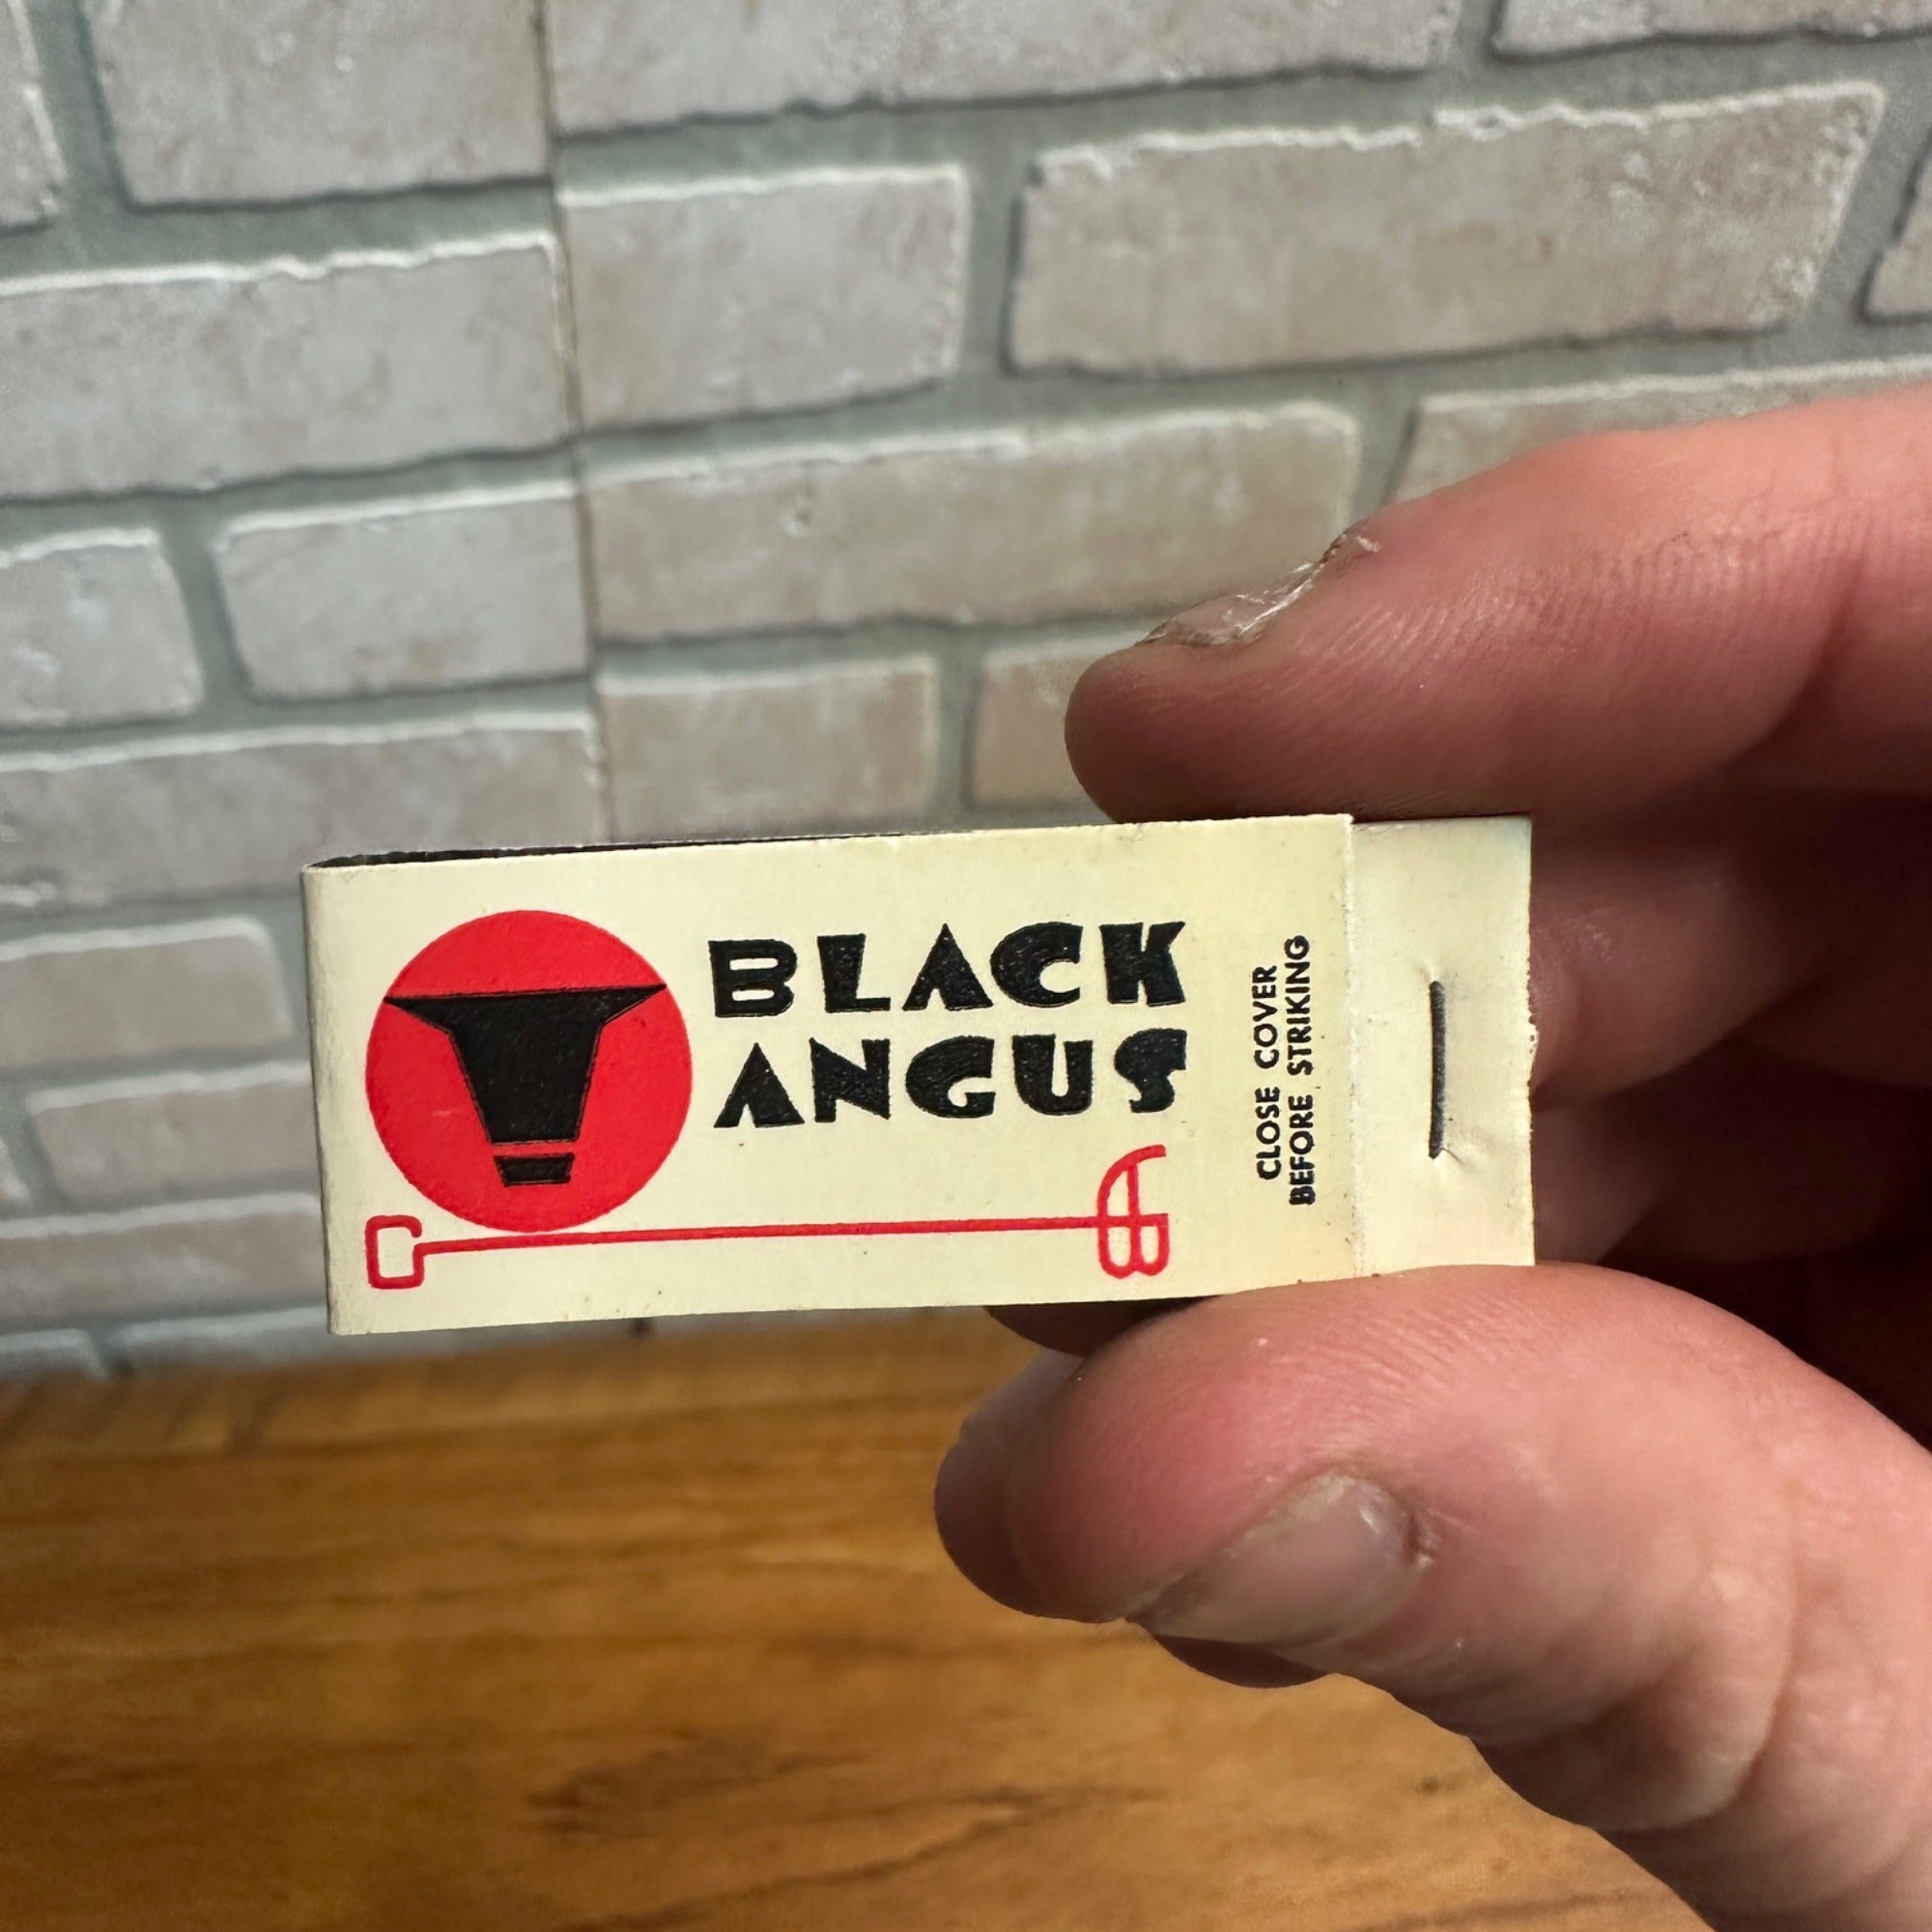 BLACK
ANGUS
CLOSE COVER
BEFORE STRIKING